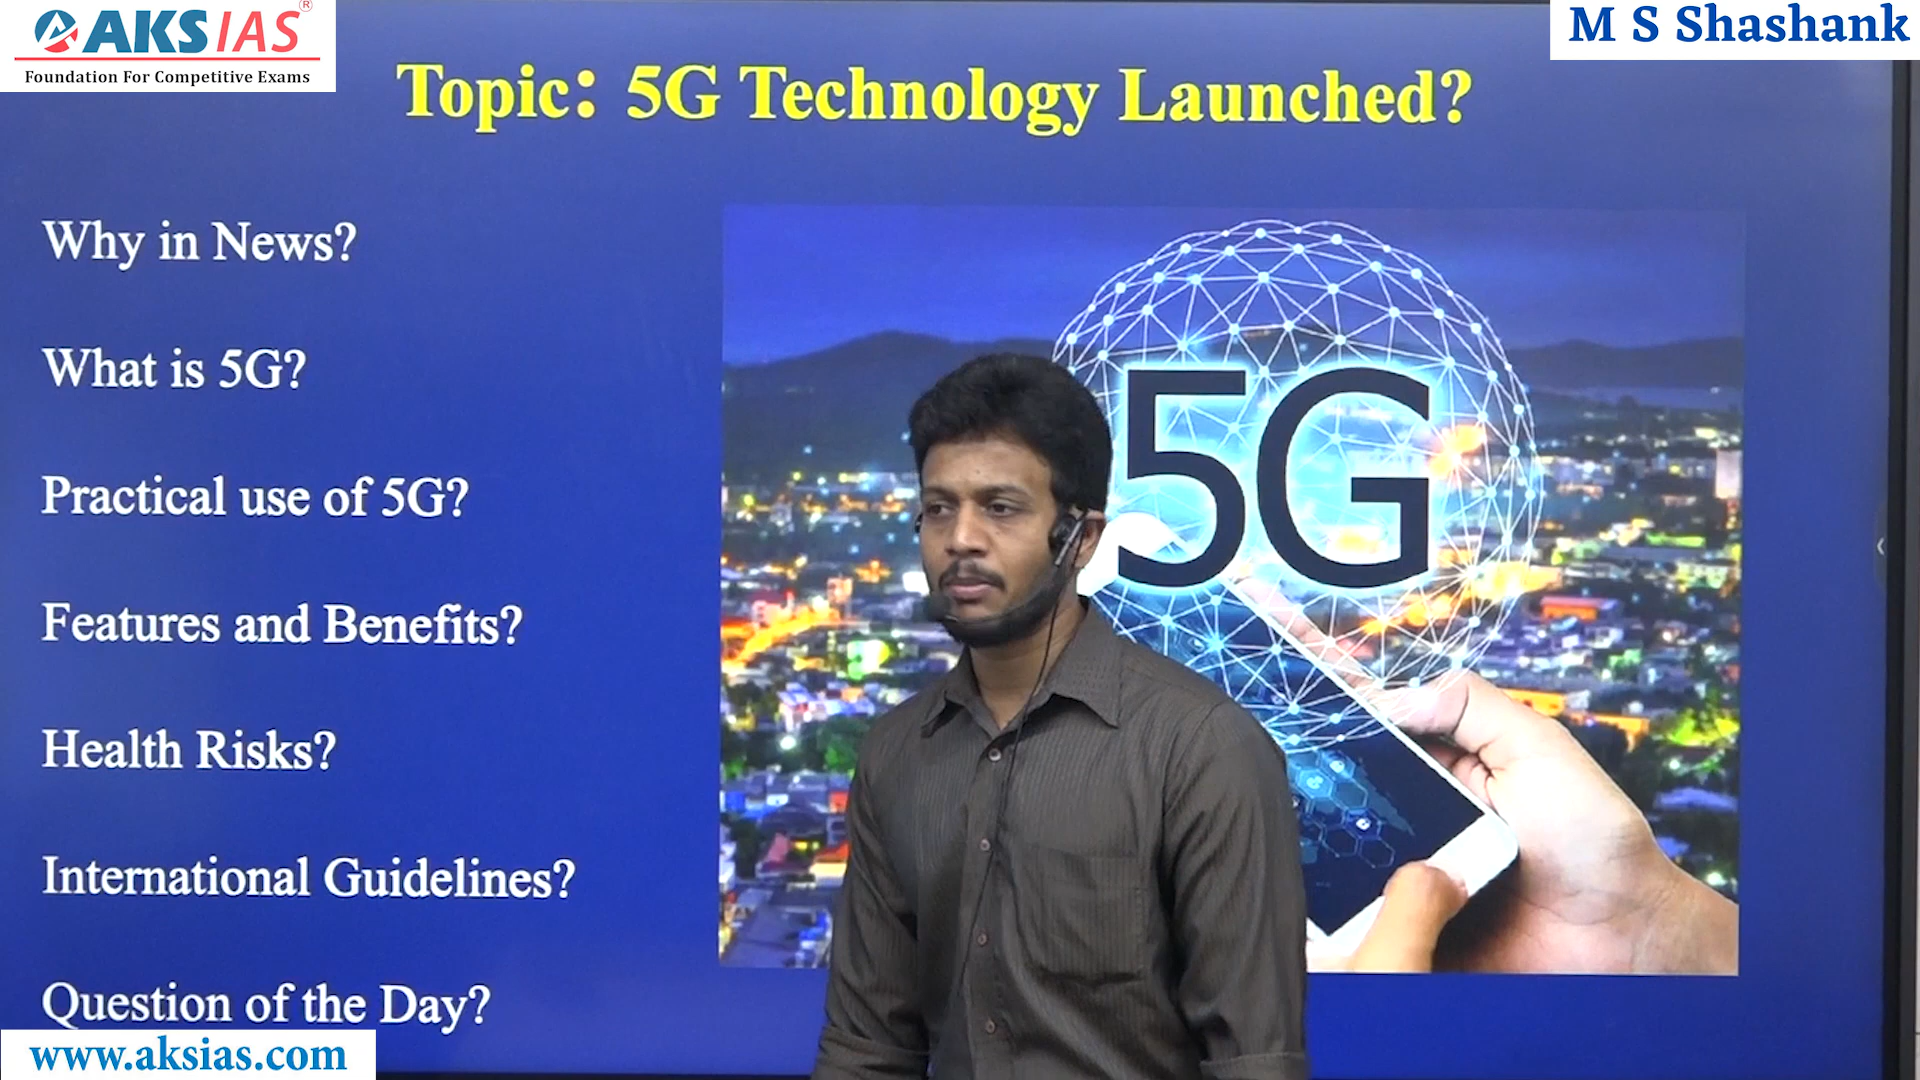 AKS IAS ®
Foundation For Competitive Exams
M S Shashank
Topic: 5G Technology Launched?
Why in News?
What is 5G?
Practical use of 5G?
Features and Benefits?
Health Risks?
International Guidelines?
Question of the Day?
5G
www.aksias.com